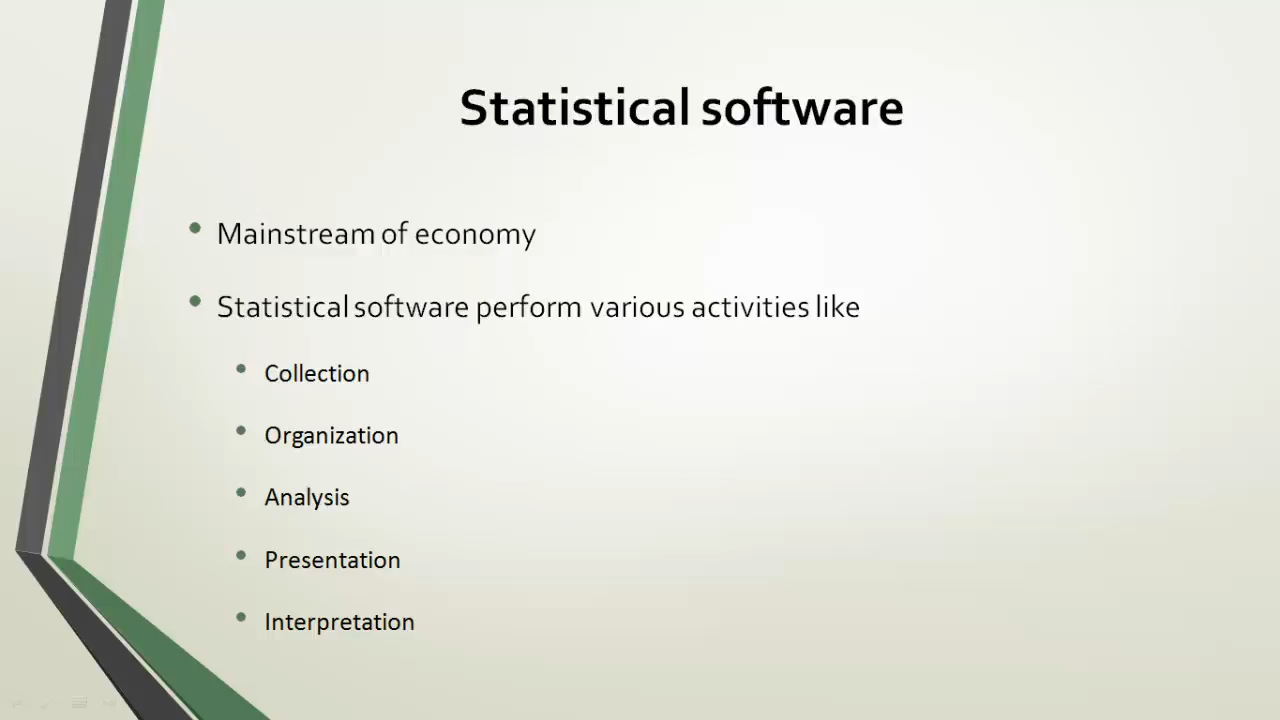 Statistical software
Mainstream of economy
Statistical software perform various activities like
Collection
Organization
Analysis
Presentation
Interpretation